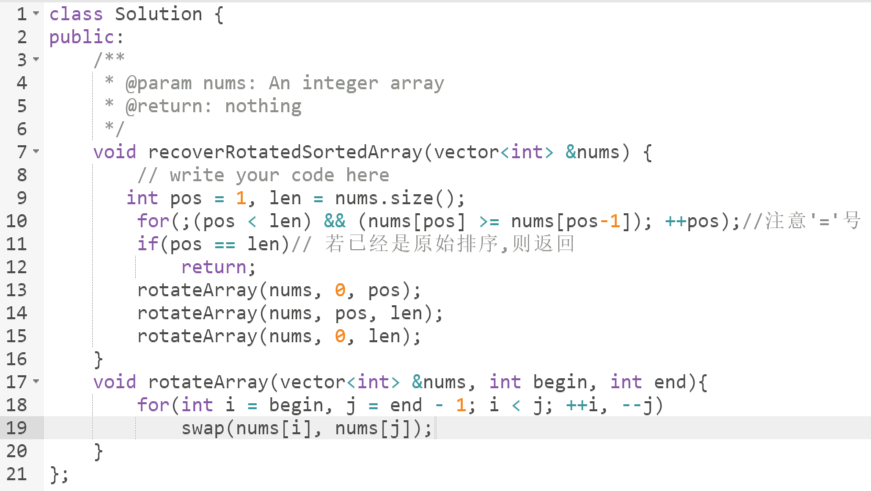 1 class Solution {
2 public:
3     /**
4      * @param nums: An integer array
5      * @return: nothing
6      */
7     void recoverRotatedSortedArray(vector<int> &nums) {
8         // write your code here
9        int pos = 1, len = nums.size();
10         for(;(pos < len) && (nums[pos] >= nums[pos-1]); ++pos);//注意'='号
11         if(pos == len)// 若已经是原始排序,则返回
12             return;
13         rotateArray(nums, 0, pos);
14         rotateArray(nums, pos, len);
15         rotateArray(nums, 0, len);
16     }
17     void rotateArray(vector<int> &nums, int begin, int end){
18         for(int i = begin, j = end - 1; i < j; ++i, --j)
19             swap(nums[i], nums[j]);
20     }
21 };